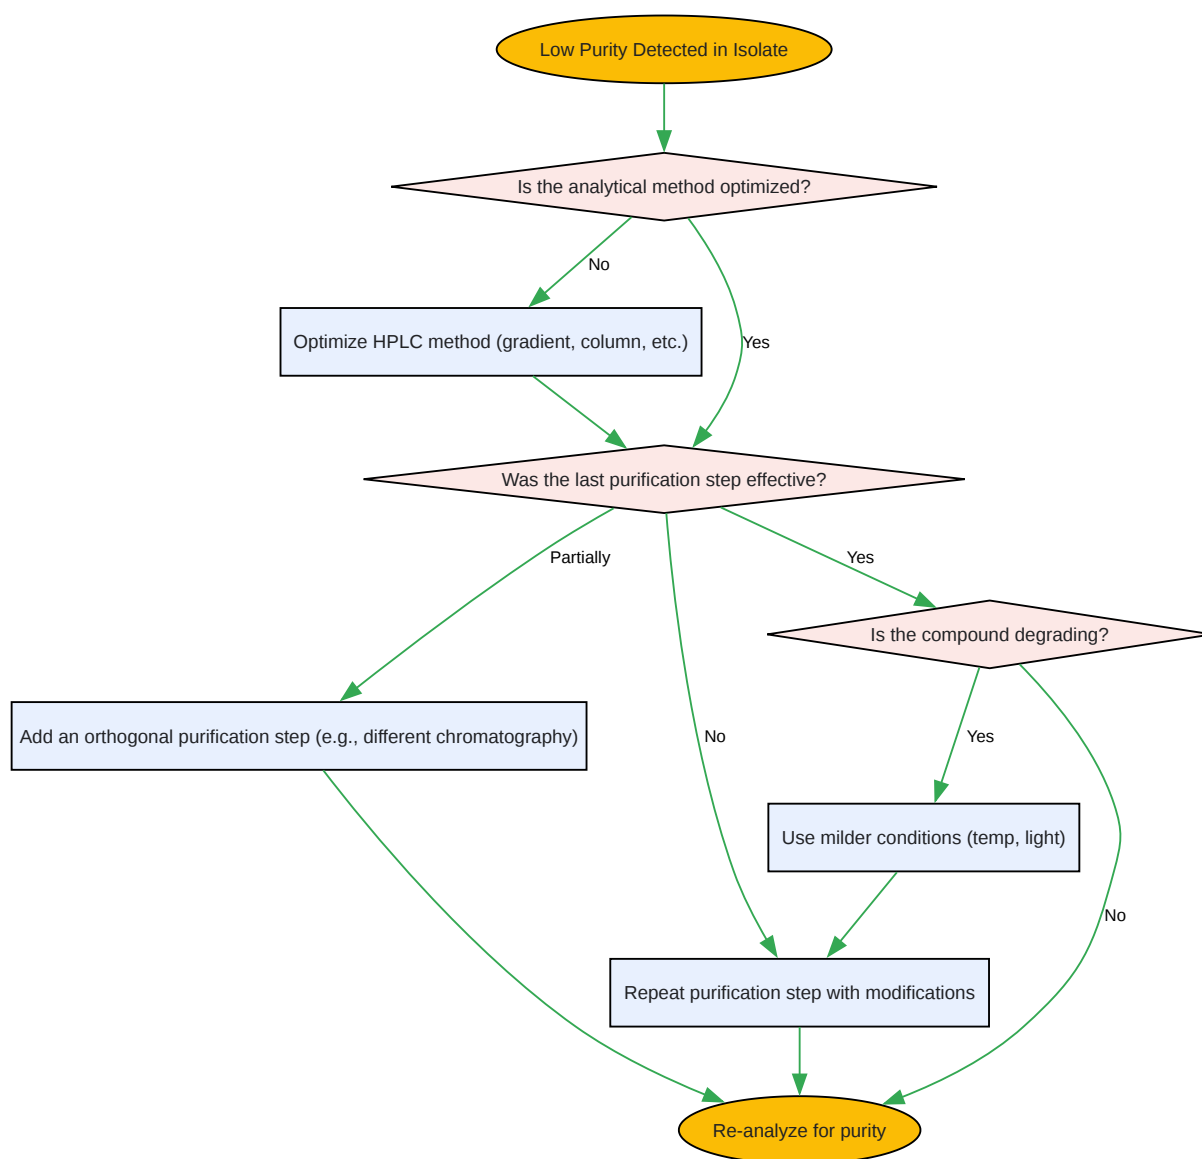 Low Purity Detected in Isolate
Is the analytical method optimized?
No
Optimize HPLC method (gradient, column, etc.)
Yes
Was the last purification step effective?
Partially
Yes
Is the compound degrading?
Add an orthogonal purification step (e.g., different chromatography)
No
Yes
Use milder conditions (temp, light)
No
Repeat purification step with modifications
Re-analyze for purity